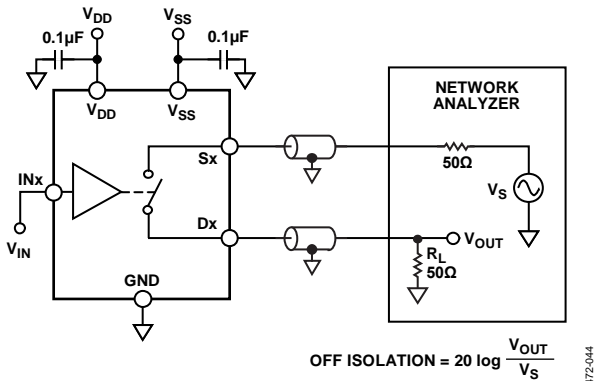 VDD
VSS
0.1µF
0.1µF
VDD
VSS
NETWORK
ANALYZER
Sx
50Ω
INx
VS
Dx
VOUT
VIN
RL
50Ω
GND
OFF ISOLATION = 20 log VOUT / VS